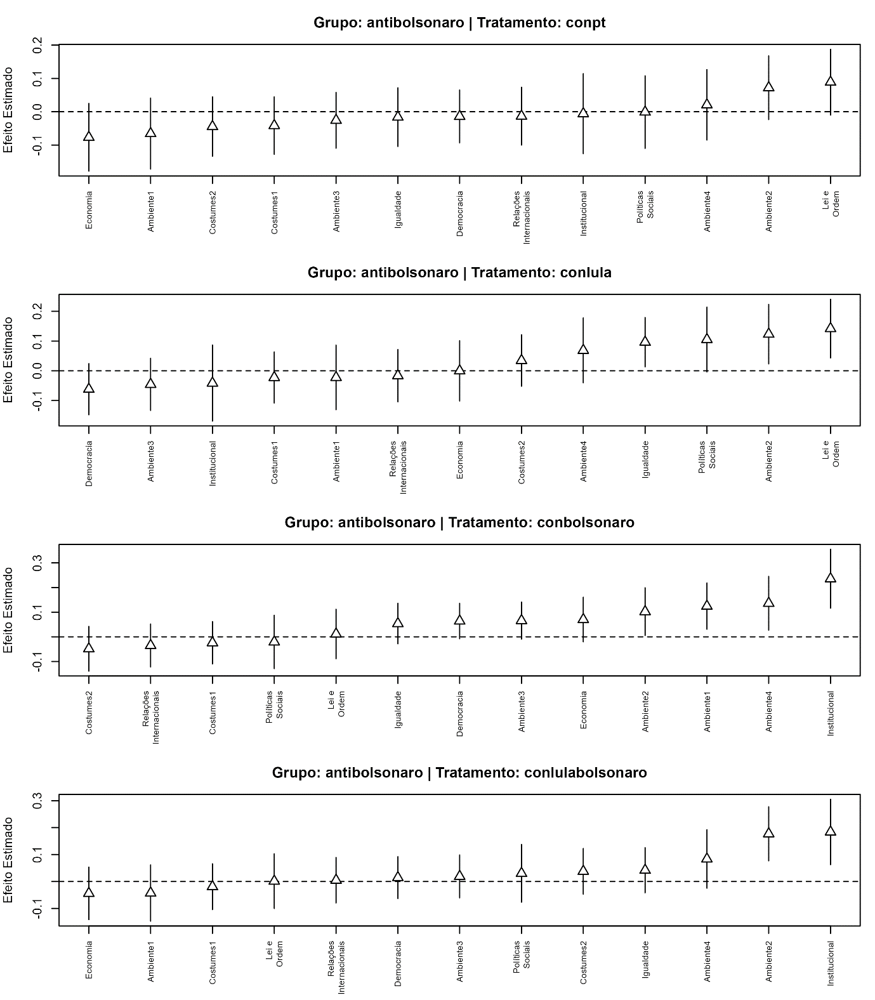 Grupo: antibolsonaro | Tratamento: conpt
Efeito Estimado
0.2
0.1
0.0
-0.1
Economia
Ambiente1
Costumes2
Costumes1
Ambiente3
Igualdade
Democracia
Relações
Internacionais
Institucional
Políticas
Sociais
Ambiente4
Ambiente2
Lei e
Ordem
Grupo: antibolsonaro | Tratamento: conlula
Efeito Estimado
0.2
0.1
0.0
-0.1
Democracia
Ambiente3
Institucional
Costumes1
Ambiente1
Relações
Internacionais
Economia
Costumes2
Ambiente4
Igualdade
Políticas
Sociais
Ambiente2
Lei e
Ordem
Grupo: antibolsonaro | Tratamento: conbolsonaro
Efeito Estimado
0.3
0.1
-0.1
Costumes2
Relações
Internacionais
Costumes1
Políticas
Sociais
Lei e
Ordem
Igualdade
Democracia
Ambiente3
Economia
Ambiente2
Ambiente1
Ambiente4
Institucional
Grupo: antibolsonaro | Tratamento: conlulabolsonaro
Efeito Estimado
0.3
0.1
-0.1
Economia
Ambiente1
Costumes1
Lei e
Ordem
Relações
Internacionais
Democracia
Ambiente3
Políticas
Sociais
Costumes2
Igualdade
Ambiente4
Ambiente2
Institucional